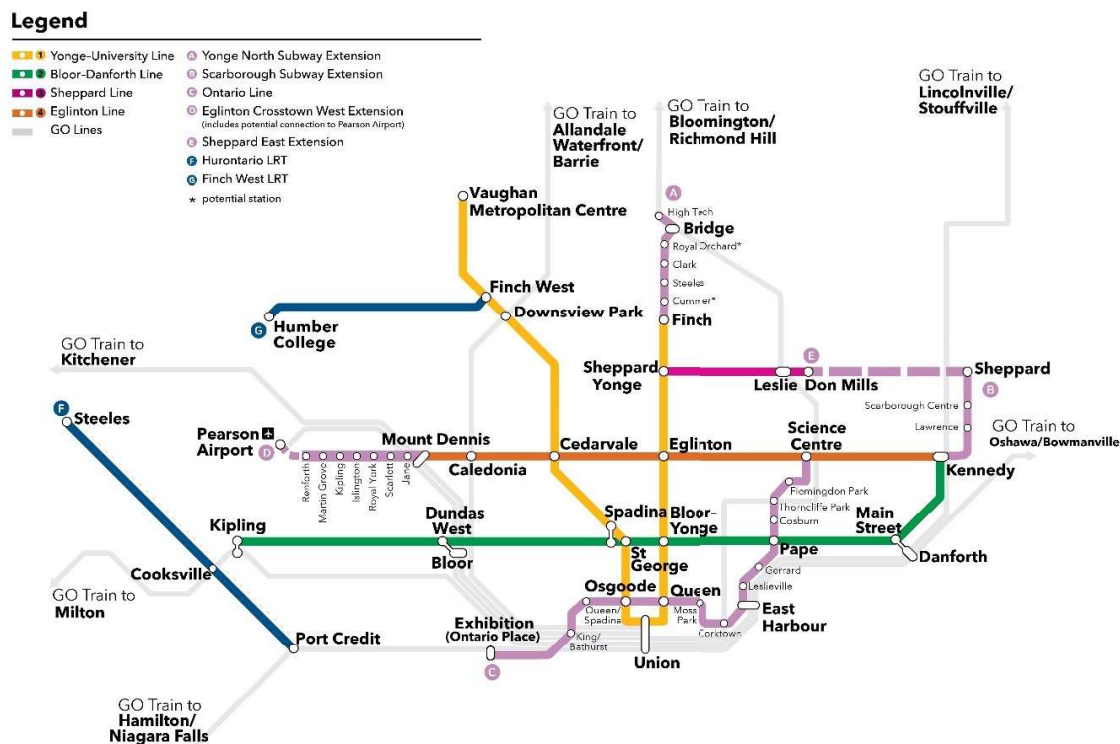 Legend
1 Yonge-University Line
2 Bloor-Danforth Line
3 Sheppard Line
4 Eglinton Line
GO Lines
A Yonge North Subway Extension
B Scarborough Subway Extension
C Ontario Line
D Eglinton Crosstown West Extension
(includes potential connection to Pearson Airport)
E Sheppard East Extension
F Hurontario LRT
G Finch West LRT
* potential station
GO Train to
Allandale
Waterfront/
Barrie
GO Train to
Bloomington/
Richmond Hill
GO Train to
Lincolnville/
Stouffville
Vaughan
Metropolitan Centre
A
High Tech
Bridge
Royal Orchard*
Clark
Steeles
Cummer*
Finch
Finch West
Downsview Park
G
Humber
College
GO Train to
Kitchener
Sheppard
Yonge
Leslie
E
Don Mills
Sheppard
B
Scarborough Centre
Lawrence
GO Train to
Oshawa/Bowmanville
F
Steeles
Pearson
Airport
D
Renforth
Martin Grove
Kipling
Islington
Royal York
Scarlett
Jane
Mount Dennis
Caledonia
Cedarvale
Eglinton
Science
Centre
Kennedy
Flemingdon Park
Thorncliffe Park
Cosburn
Kipling
Dundas
West
Bloor
Spadina
St
George
Bloor-
Yonge
Pape
Main
Street
Danforth
Cooksville
GO Train to
Milton
Gerrard
Leslieville
East
Harbour
Osgoode
Queen
Queen/
Spadina
Moss
Park
Corktown
King/
Bathurst
Exhibition
(Ontario Place)
C
Union
Port Credit
GO Train to
Hamilton/
Niagara Falls